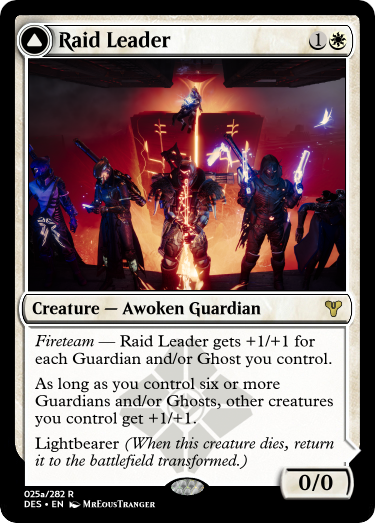 Raid Leader
1
Creature — Awoken Guardian
Fireteam — Raid Leader gets +1/+1 for
each Guardian and/or Ghost you control.
As long as you control six or more
Guardians and/or Ghosts, other creatures
you control get +1/+1.
Lightbearer (When this creature dies, return
it to the battlefield transformed.)
0/0
025a/282 R
DES • EN MrEousTranger